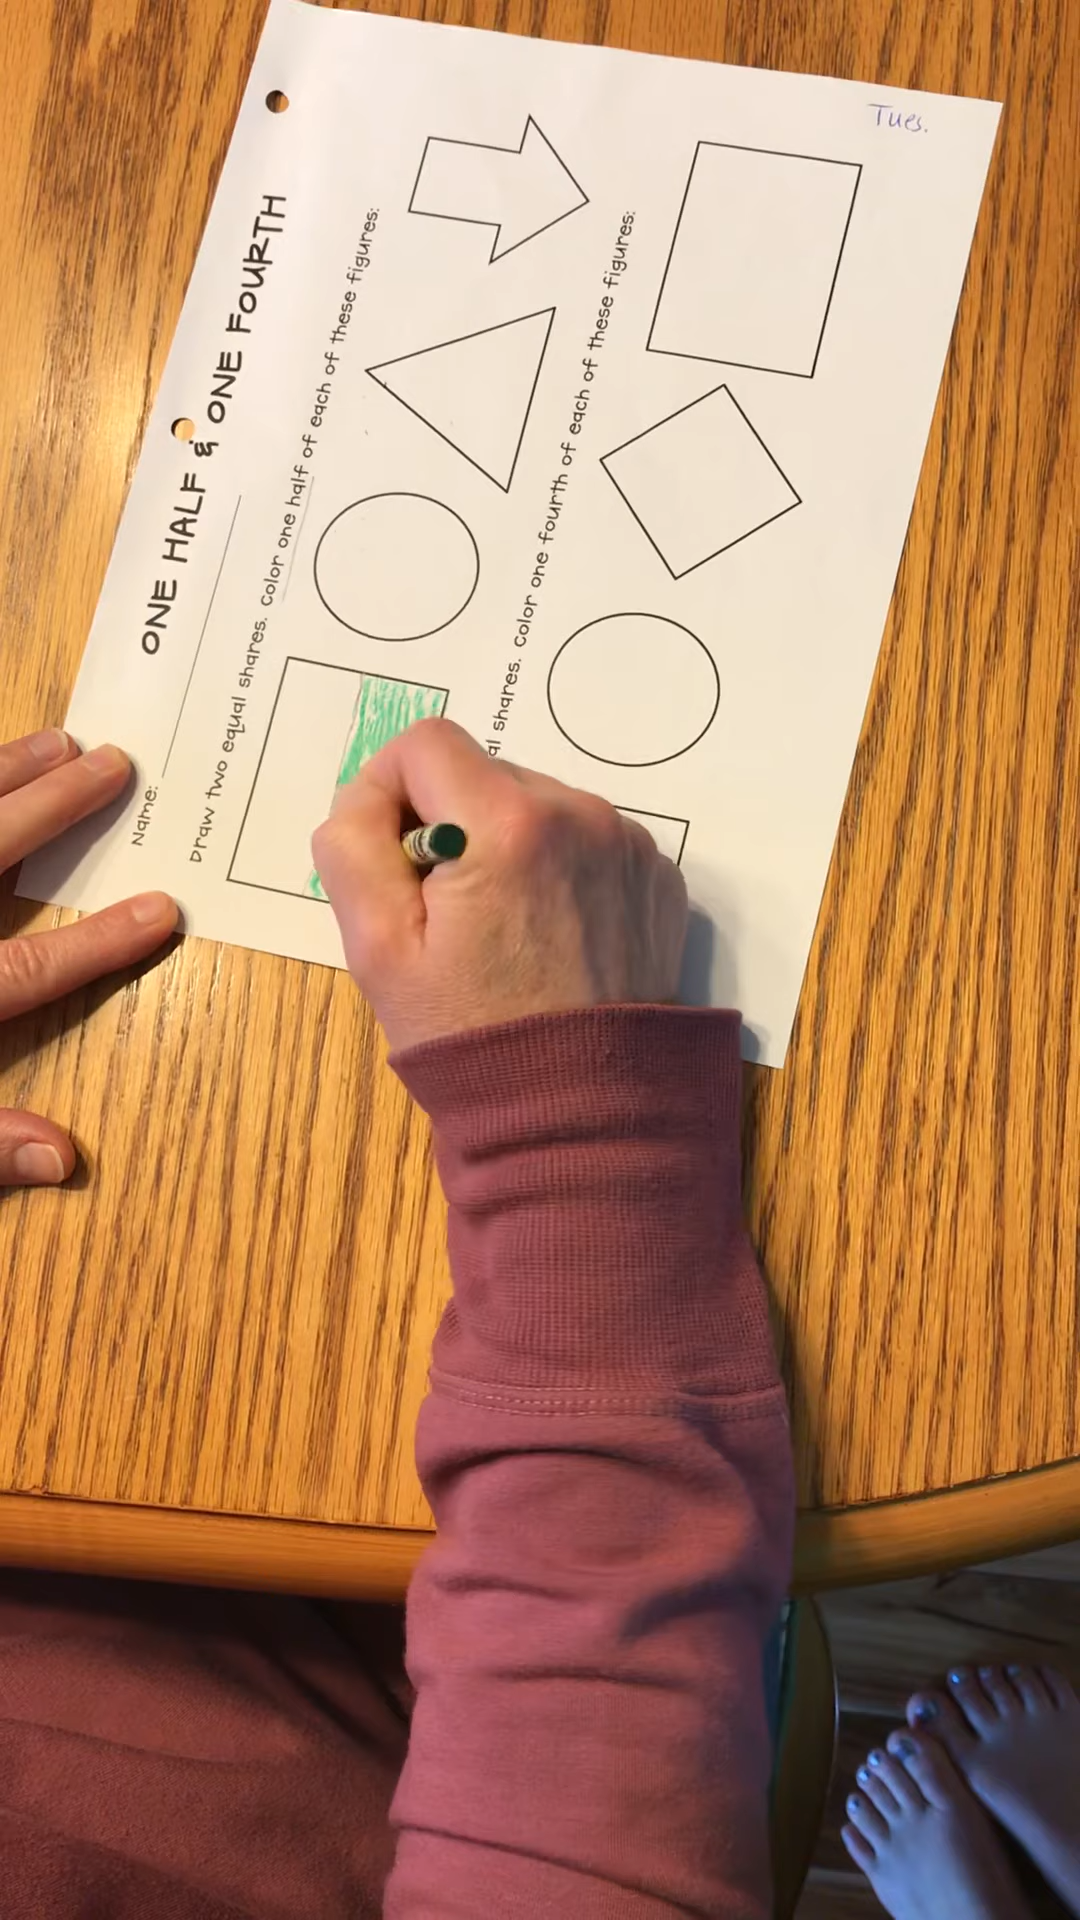 ONE HALF & ONE FOURTH
Name:
Draw two equal shares. Color one half of each of these figures:
shares. Color one fourth of each of these figures:
Tues.